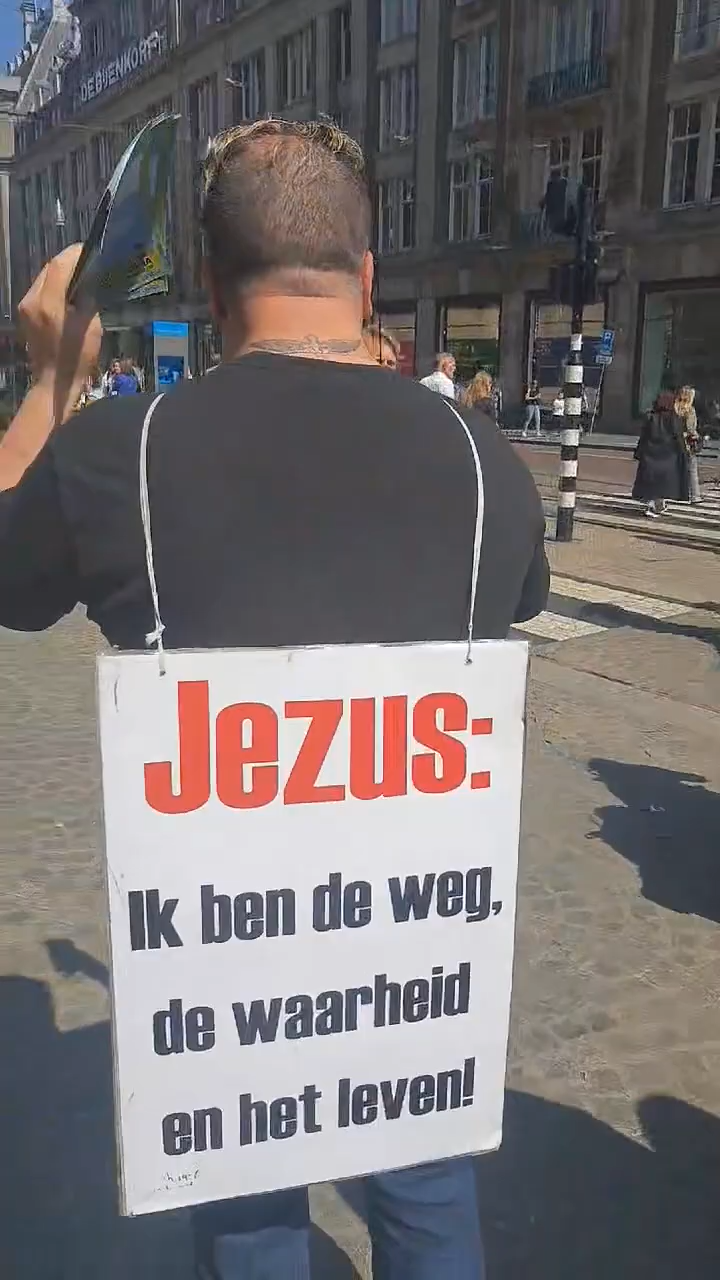 DE BIJENKORF
Jezus:
Ik ben de weg,
de waarheid
en het leven!